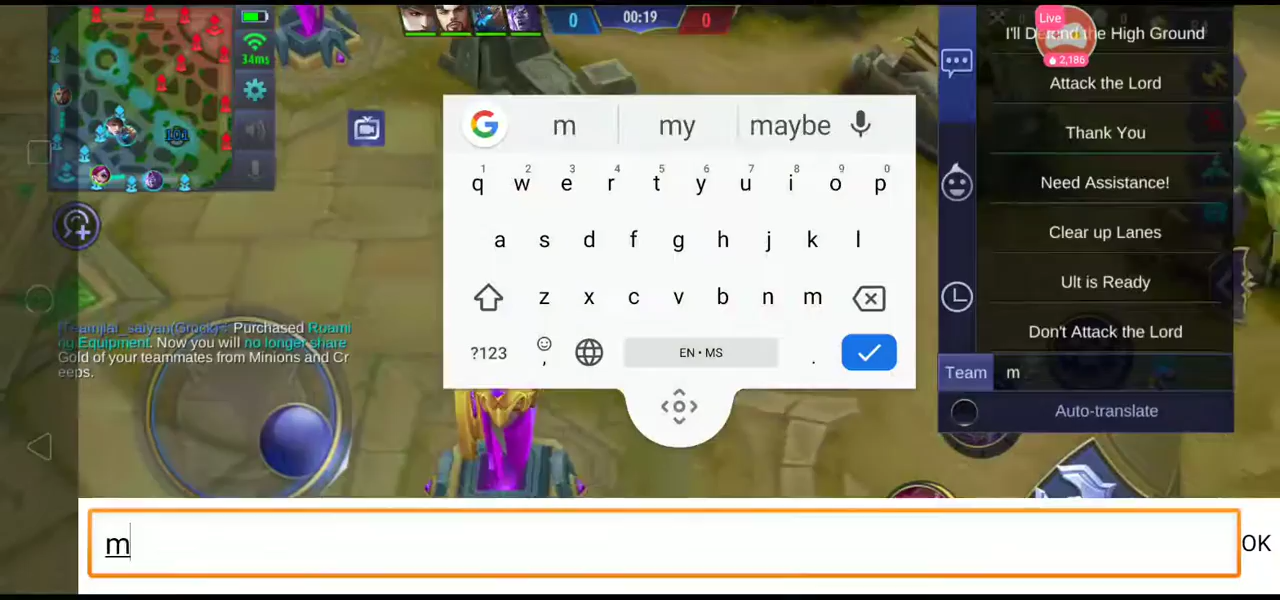 34ms
0 00:19 0
Live
2,186
I'll Defend the High Ground
Attack the Lord
Thank You
Need Assistance!
Clear up Lanes
Ult is Ready
Don't Attack the Lord
Team m
Auto-translate
m my maybe
1 2 3 4 5 6 7 8 9 0
q w e r t y u i o p
a s d f g h j k l
z x c v b n m
?123 , EN • MS .
Purchased Roami
ng Equipment. Now you will no longer share
Gold of your teammates from Minions and Cr
eeps.
m
OK